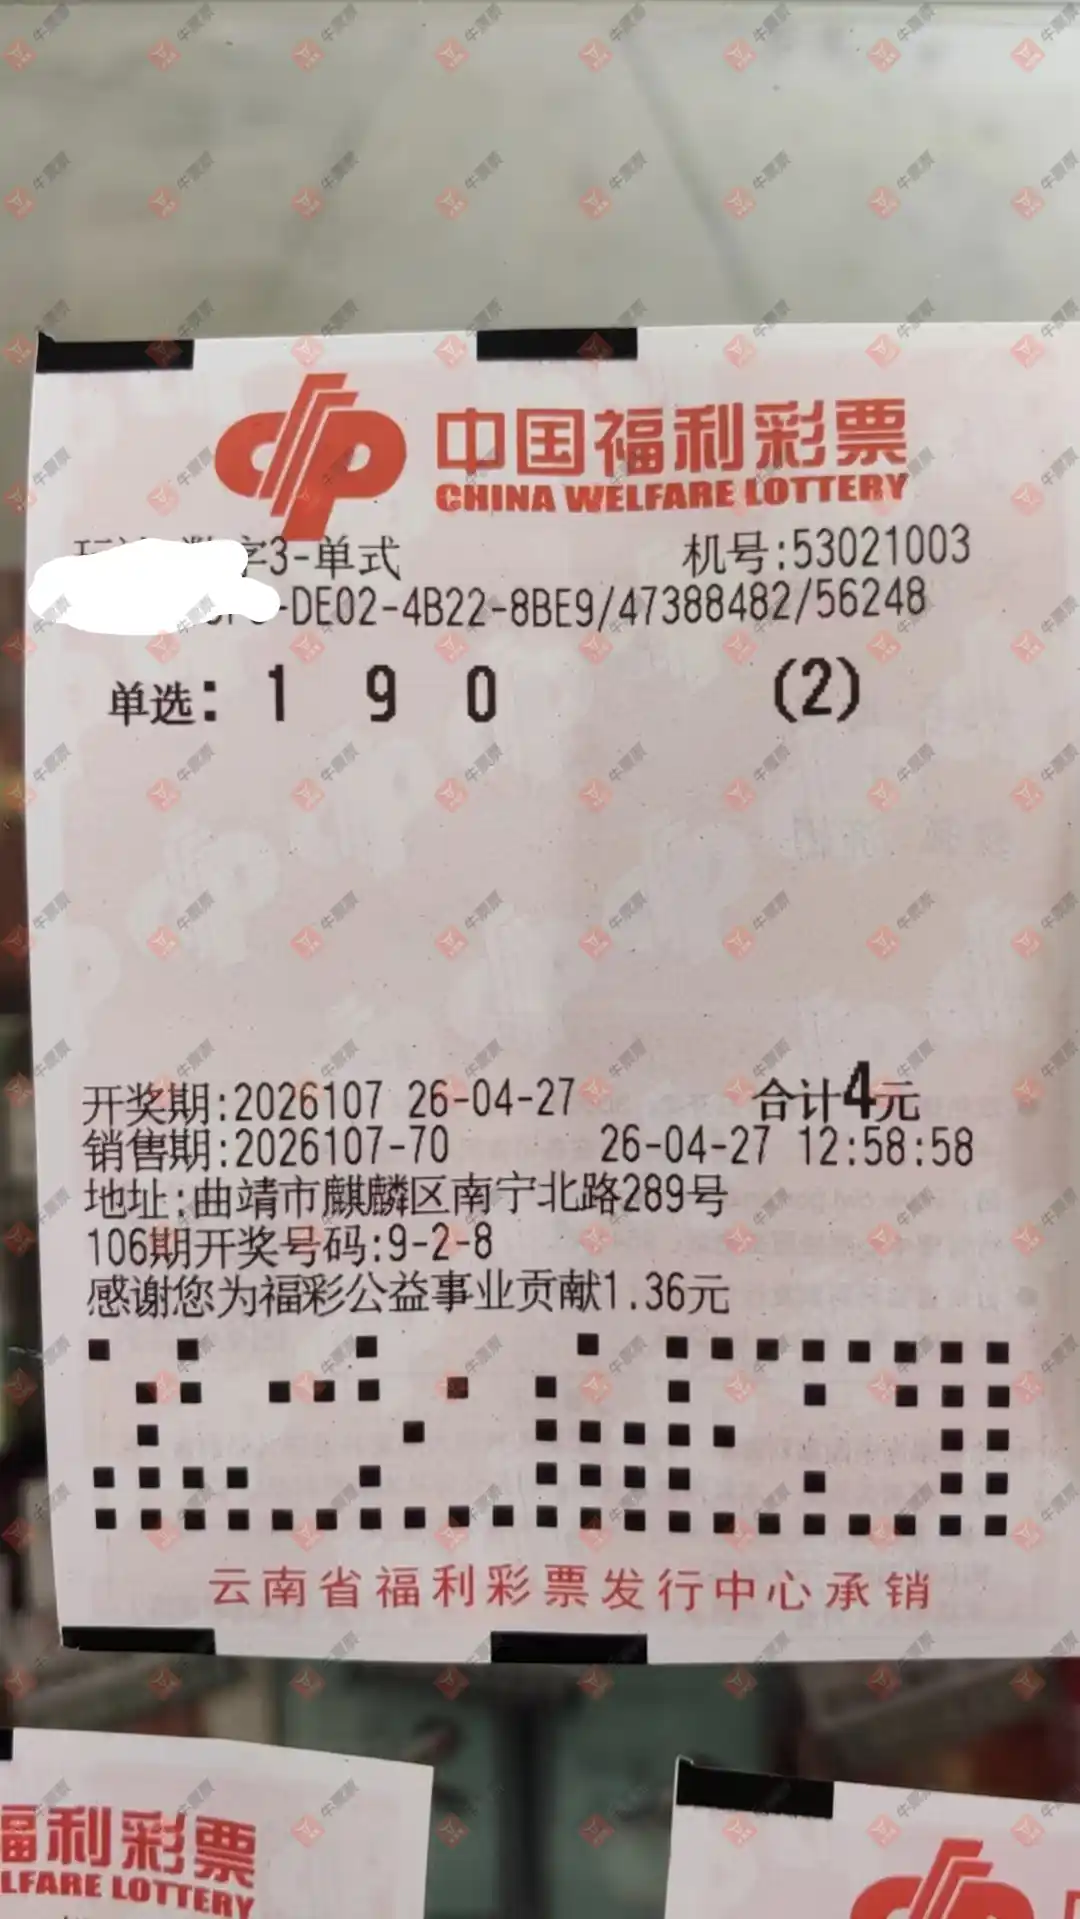 中国福利彩票
CHINA WELFARE LOTTERY
字3-单式 机号:53021003
-DE02-4B22-8BE9/47388482/56248
单选: 1 9 0 (2)
开奖期:2026107 26-04-27 合计4元
销售期:2026107-70 26-04-27 12:58:58
地址:曲靖市麒麟区南宁北路289号
106期开奖号码:9-2-8
感谢您为福彩公益事业贡献1.36元
云南省福利彩票发行中心承销
福利彩票
LFARE LOTTERY
牛票票